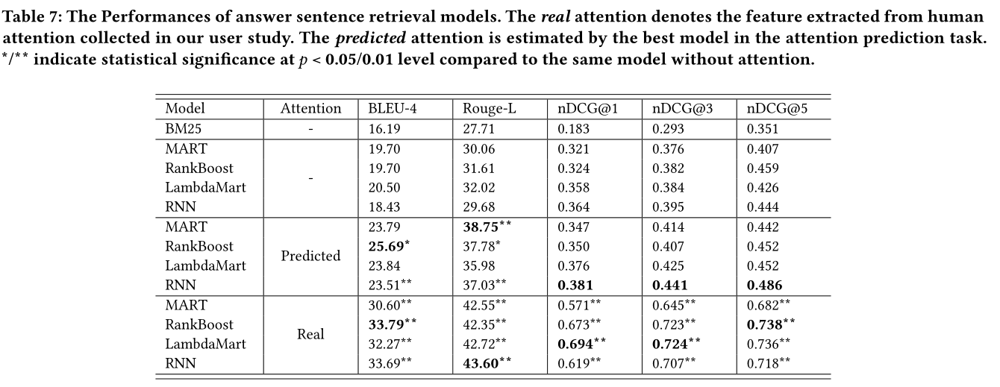 Table 7: The Performances of answer sentence retrieval models. The real attention denotes the feature extracted from human
attention collected in our user study. The predicted attention is estimated by the best model in the attention prediction task.
*/** indicate statistical significance at p < 0.05/0.01 level compared to the same model without attention.
Model Attention BLEU-4 Rouge-L nDCG@1 nDCG@3 nDCG@5
BM25 - 16.19 27.71 0.183 0.293 0.351
MART - 19.70 30.06 0.321 0.376 0.407
RankBoost 19.70 31.61 0.324 0.382 0.459
LambdaMart 20.50 32.02 0.358 0.384 0.426
RNN 18.43 29.68 0.364 0.395 0.444
MART Predicted 23.79 38.75** 0.347 0.414 0.442
RankBoost 25.69* 37.78* 0.350 0.407 0.452
LambdaMart 23.84 35.98 0.376 0.425 0.452
RNN 23.51** 37.03** 0.381 0.441 0.486
MART Real 30.60** 42.55** 0.571** 0.645** 0.682**
RankBoost 33.79** 42.35** 0.673** 0.723** 0.738**
LambdaMart 32.27** 42.72** 0.694** 0.724** 0.736**
RNN 33.69** 43.60** 0.619** 0.707** 0.718**